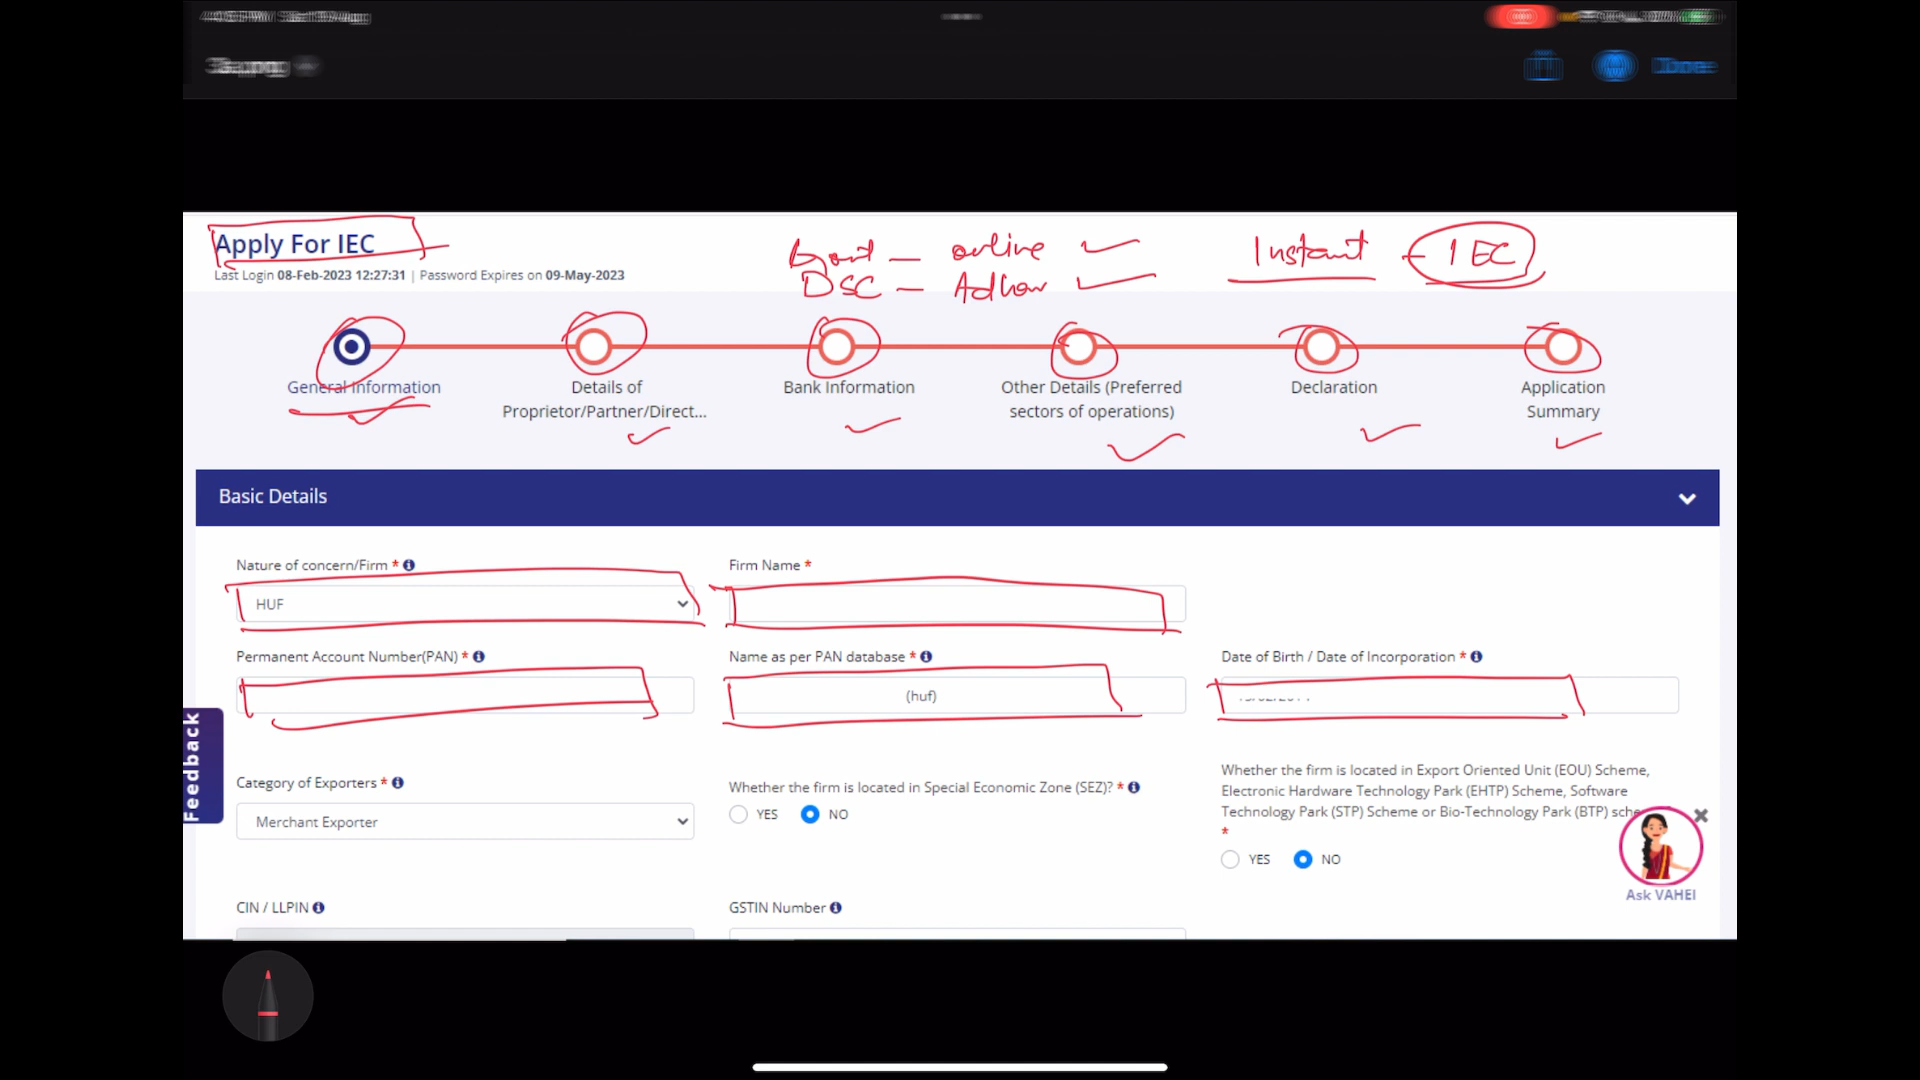 Apply For IEC
Last Login 08-Feb-2023 12:27:31 | Password Expires on 09-May-2023
online
DSC - Adhar
Instant - IEC
General Information
Details of
Proprietor/Partner/Direct...
Bank Information
Other Details (Preferred
sectors of operations)
Declaration
Application
Summary
Basic Details
Nature of concern/Firm * 
HUF
Firm Name *
Permanent Account Number(PAN) *
Name as per PAN database *
(huf)
Date of Birth / Date of Incorporation *
Feedback
Category of Exporters *
Merchant Exporter
Whether the firm is located in Special Economic Zone (SEZ)? *
YES NO
Whether the firm is located in Export Oriented Unit (EOU) Scheme,
Electronic Hardware Technology Park (EHTP) Scheme, Software
Technology Park (STP) Scheme or Bio-Technology Park (BTP)
*
YES NO
Ask VAHEI
CIN / LLPIN
GSTIN Number